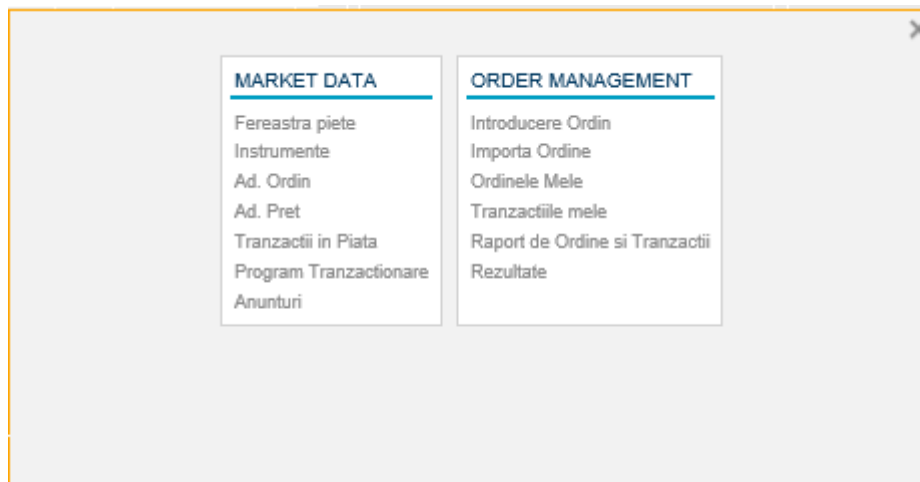 MARKET DATA
Fereastra piete
Instrumente
Ad. Ordin
Ad. Pret
Tranzactii in Piata
Program Tranzactionare
Anunturi
ORDER MANAGEMENT
Introducere Ordin
Importa Ordine
Ordinele Mele
Tranzactiile mele
Raport de Ordine si Tranzactii
Rezultate